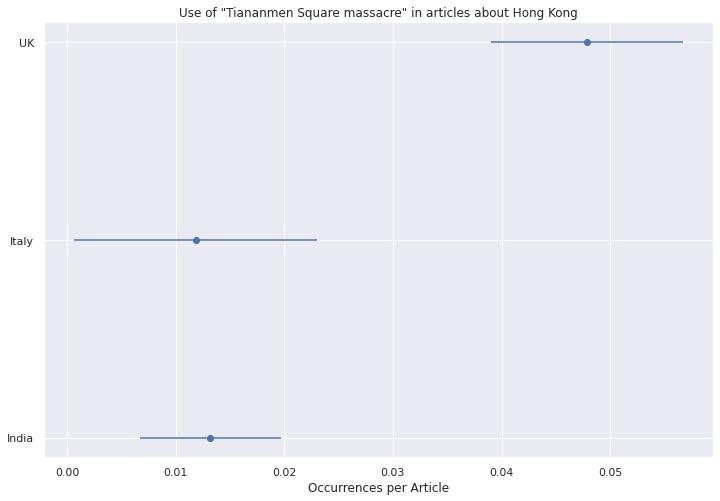 Use of "Tiananmen Square massacre" in articles about Hong Kong
UK
Italy
India
0.00 0.01 0.02 0.03 0.04 0.05
Occurrences per Article